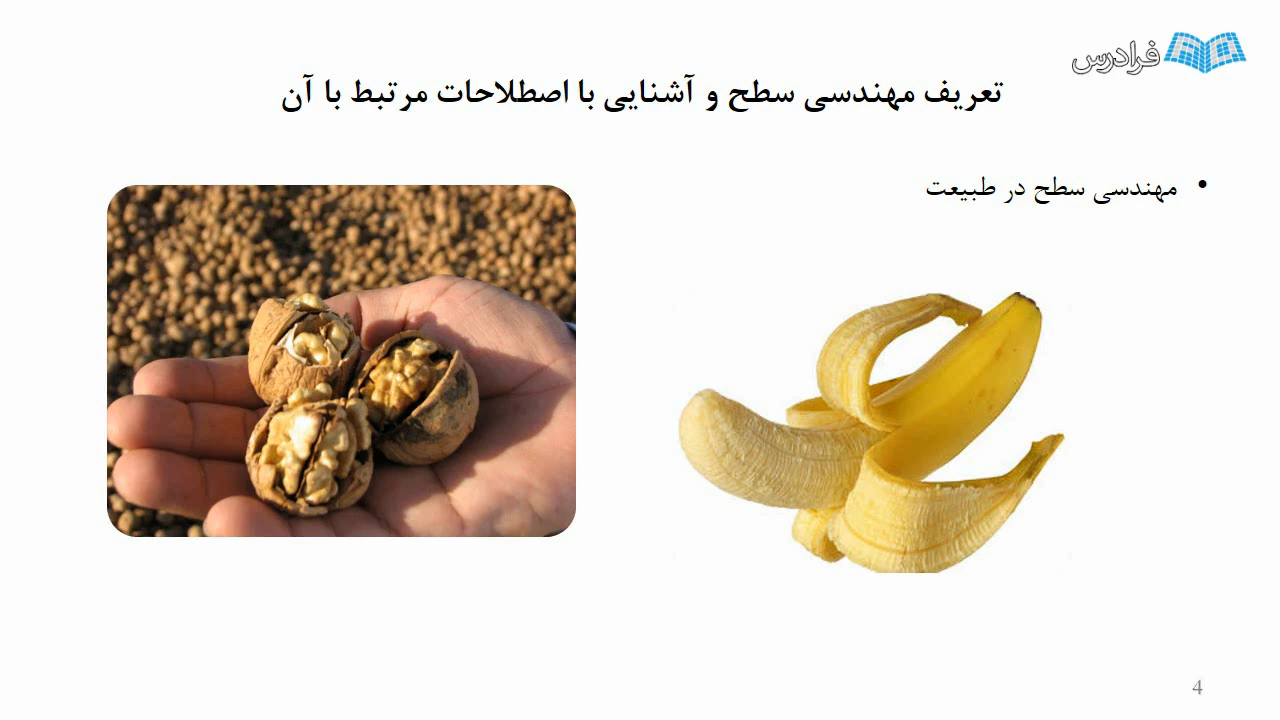 فرادرس
تعریف مهندسی سطح و آشنایی با اصطلاحات مرتبط با آن
• مهندسی سطح در طبیعت
4